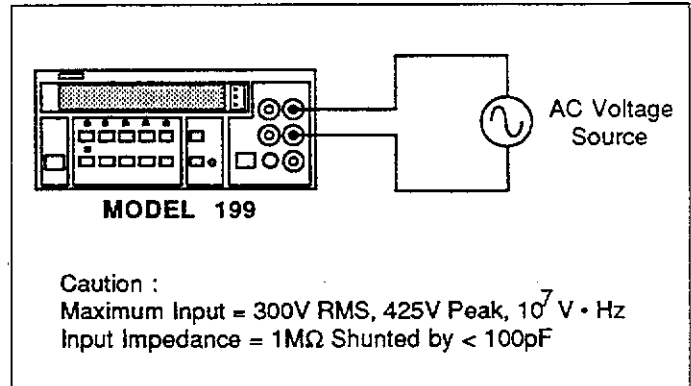 AC Voltage
Source
MODEL 199
Caution :
Maximum Input = 300V RMS, 425V Peak, 10⁷ V • Hz
Input Impedance = 1MΩ Shunted by < 100pF